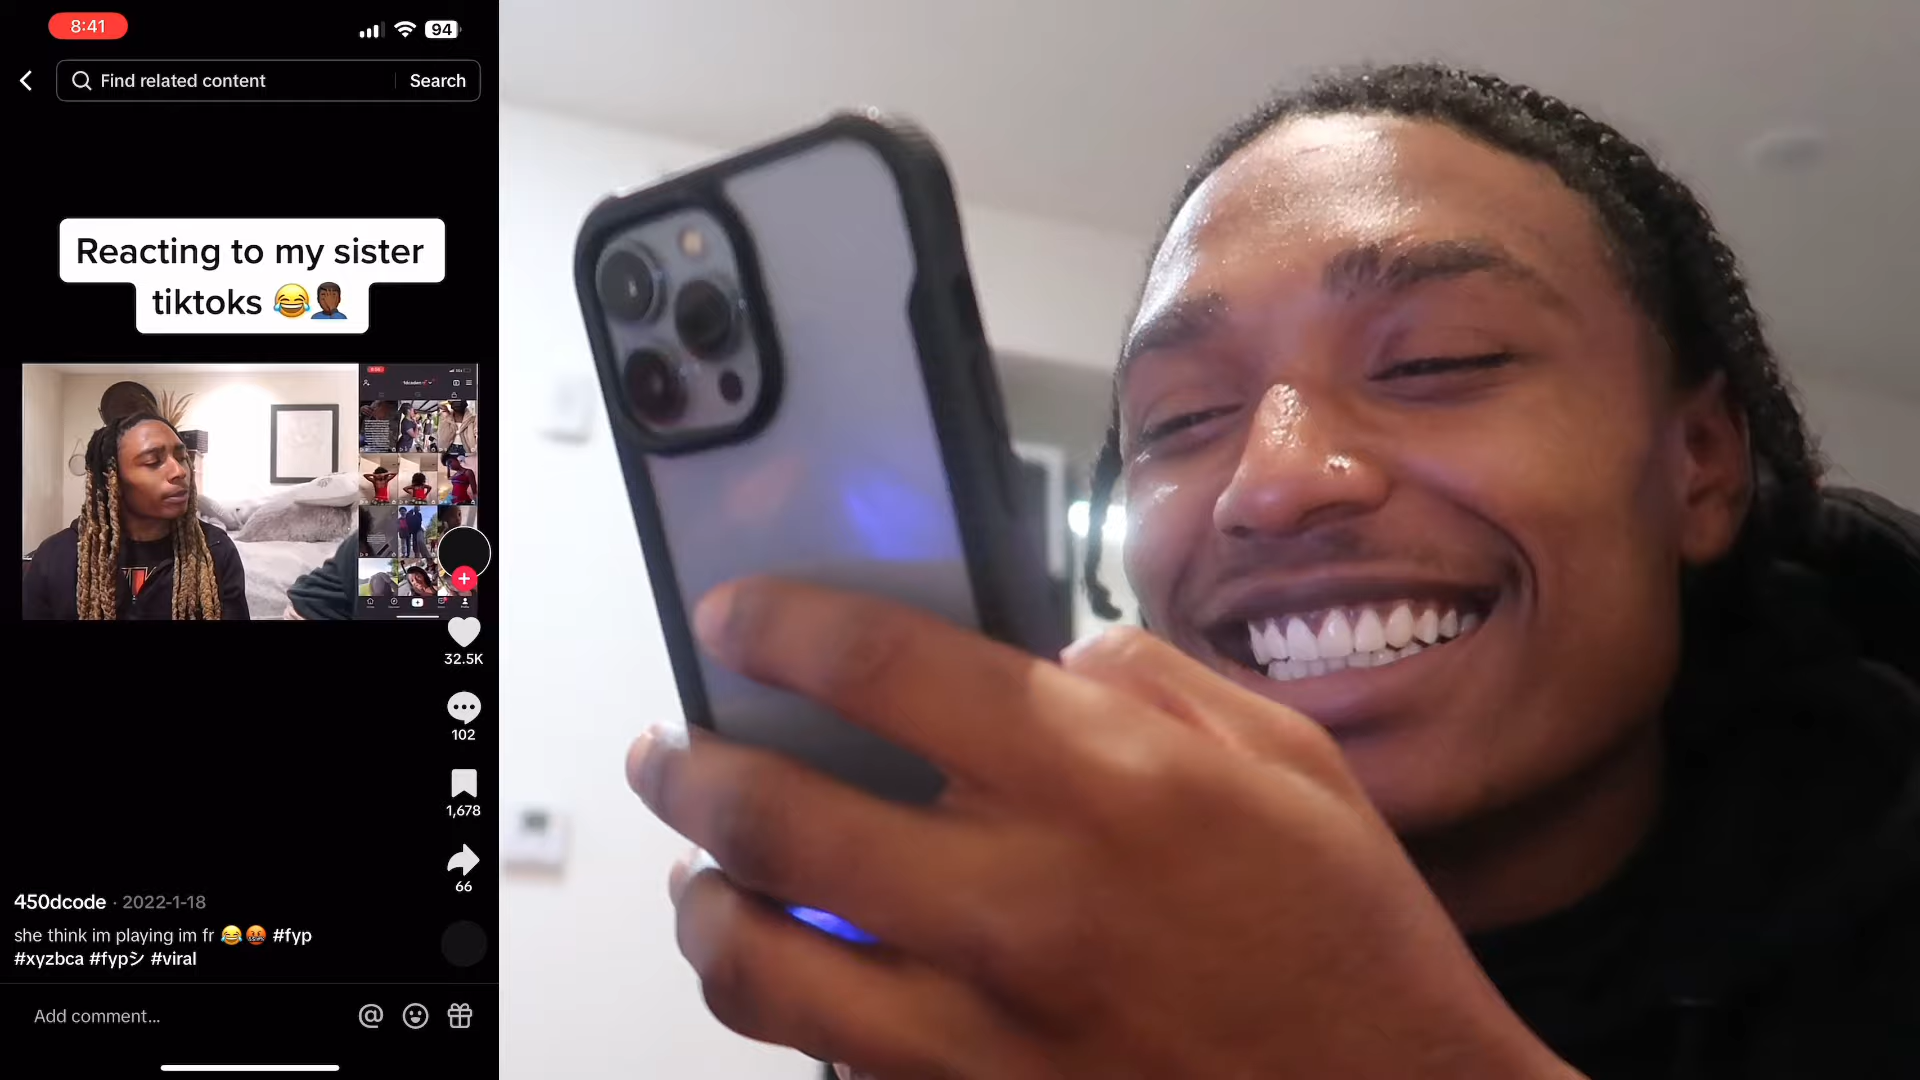 8:41
94
Find related content
Search
Reacting to my sister
tiktoks 😂🤦🏿‍♂️
32.5K
102
1,678
66
450dcode · 2022-1-18
she think im playing im fr 😂🤬 #fyp
#xyzbca #fypシ #viral
Add comment...